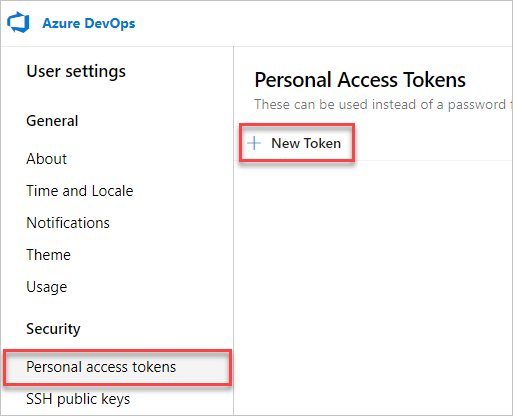 Azure DevOps
User settings
General
About
Time and Locale
Notifications
Theme
Usage
Security
Personal access tokens
SSH public keys
Personal Access Tokens
These can be used instead of a password
+ New Token